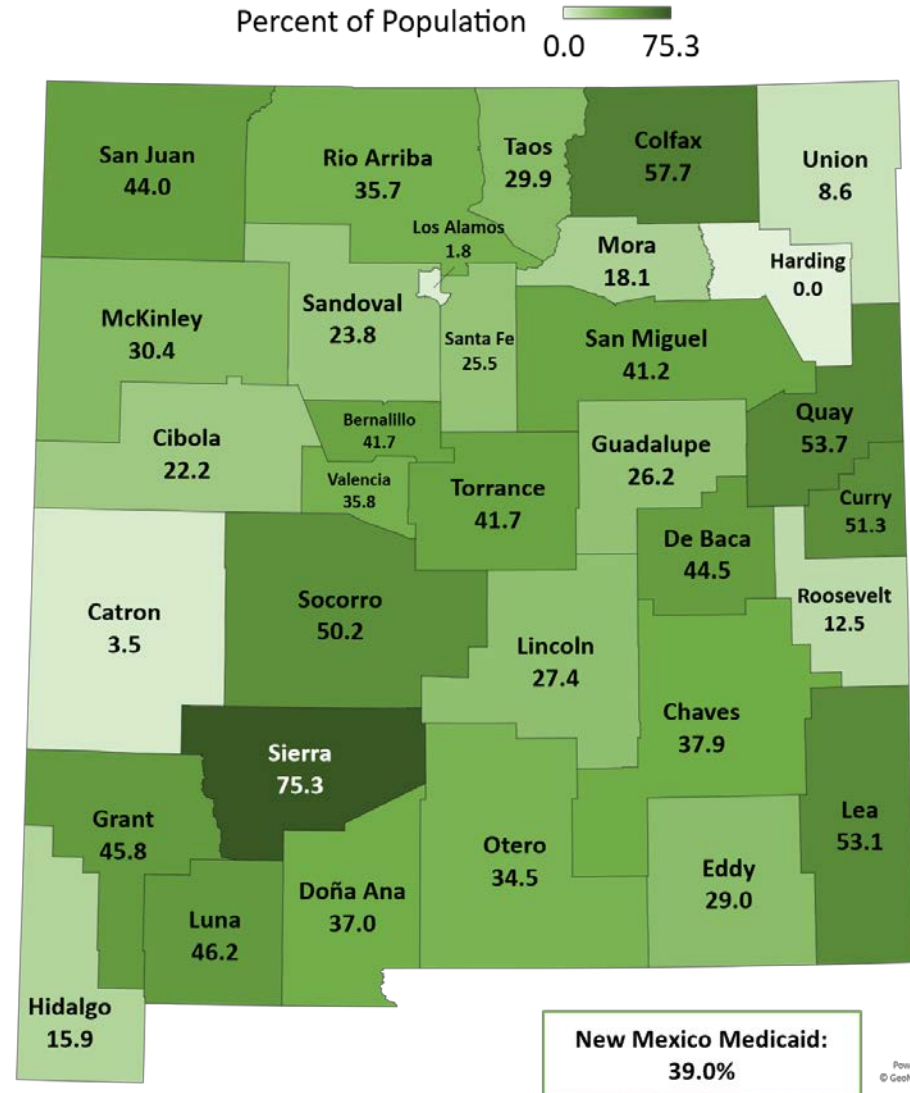 Percent of Population
0.0 75.3
San Juan
44.0
Rio Arriba
35.7
Taos
29.9
Colfax
57.7
Union
8.6
Los Alamos
1.8
Mora
18.1
Harding
0.0
McKinley
30.4
Sandoval
23.8
Santa Fe
25.5
San Miguel
41.2
Quay
53.7
Cibola
22.2
Bernalillo
41.7
Valencia
35.8
Torrance
41.7
Guadalupe
26.2
Curry
51.3
De Baca
44.5
Roosevelt
12.5
Catron
3.5
Socorro
50.2
Lincoln
27.4
Chaves
37.9
Sierra
75.3
Grant
45.8
Otero
34.5
Eddy
29.0
Lea
53.1
Luna
46.2
Doña Ana
37.0
Hidalgo
15.9
New Mexico Medicaid:
39.0%
Pow
© GeoN